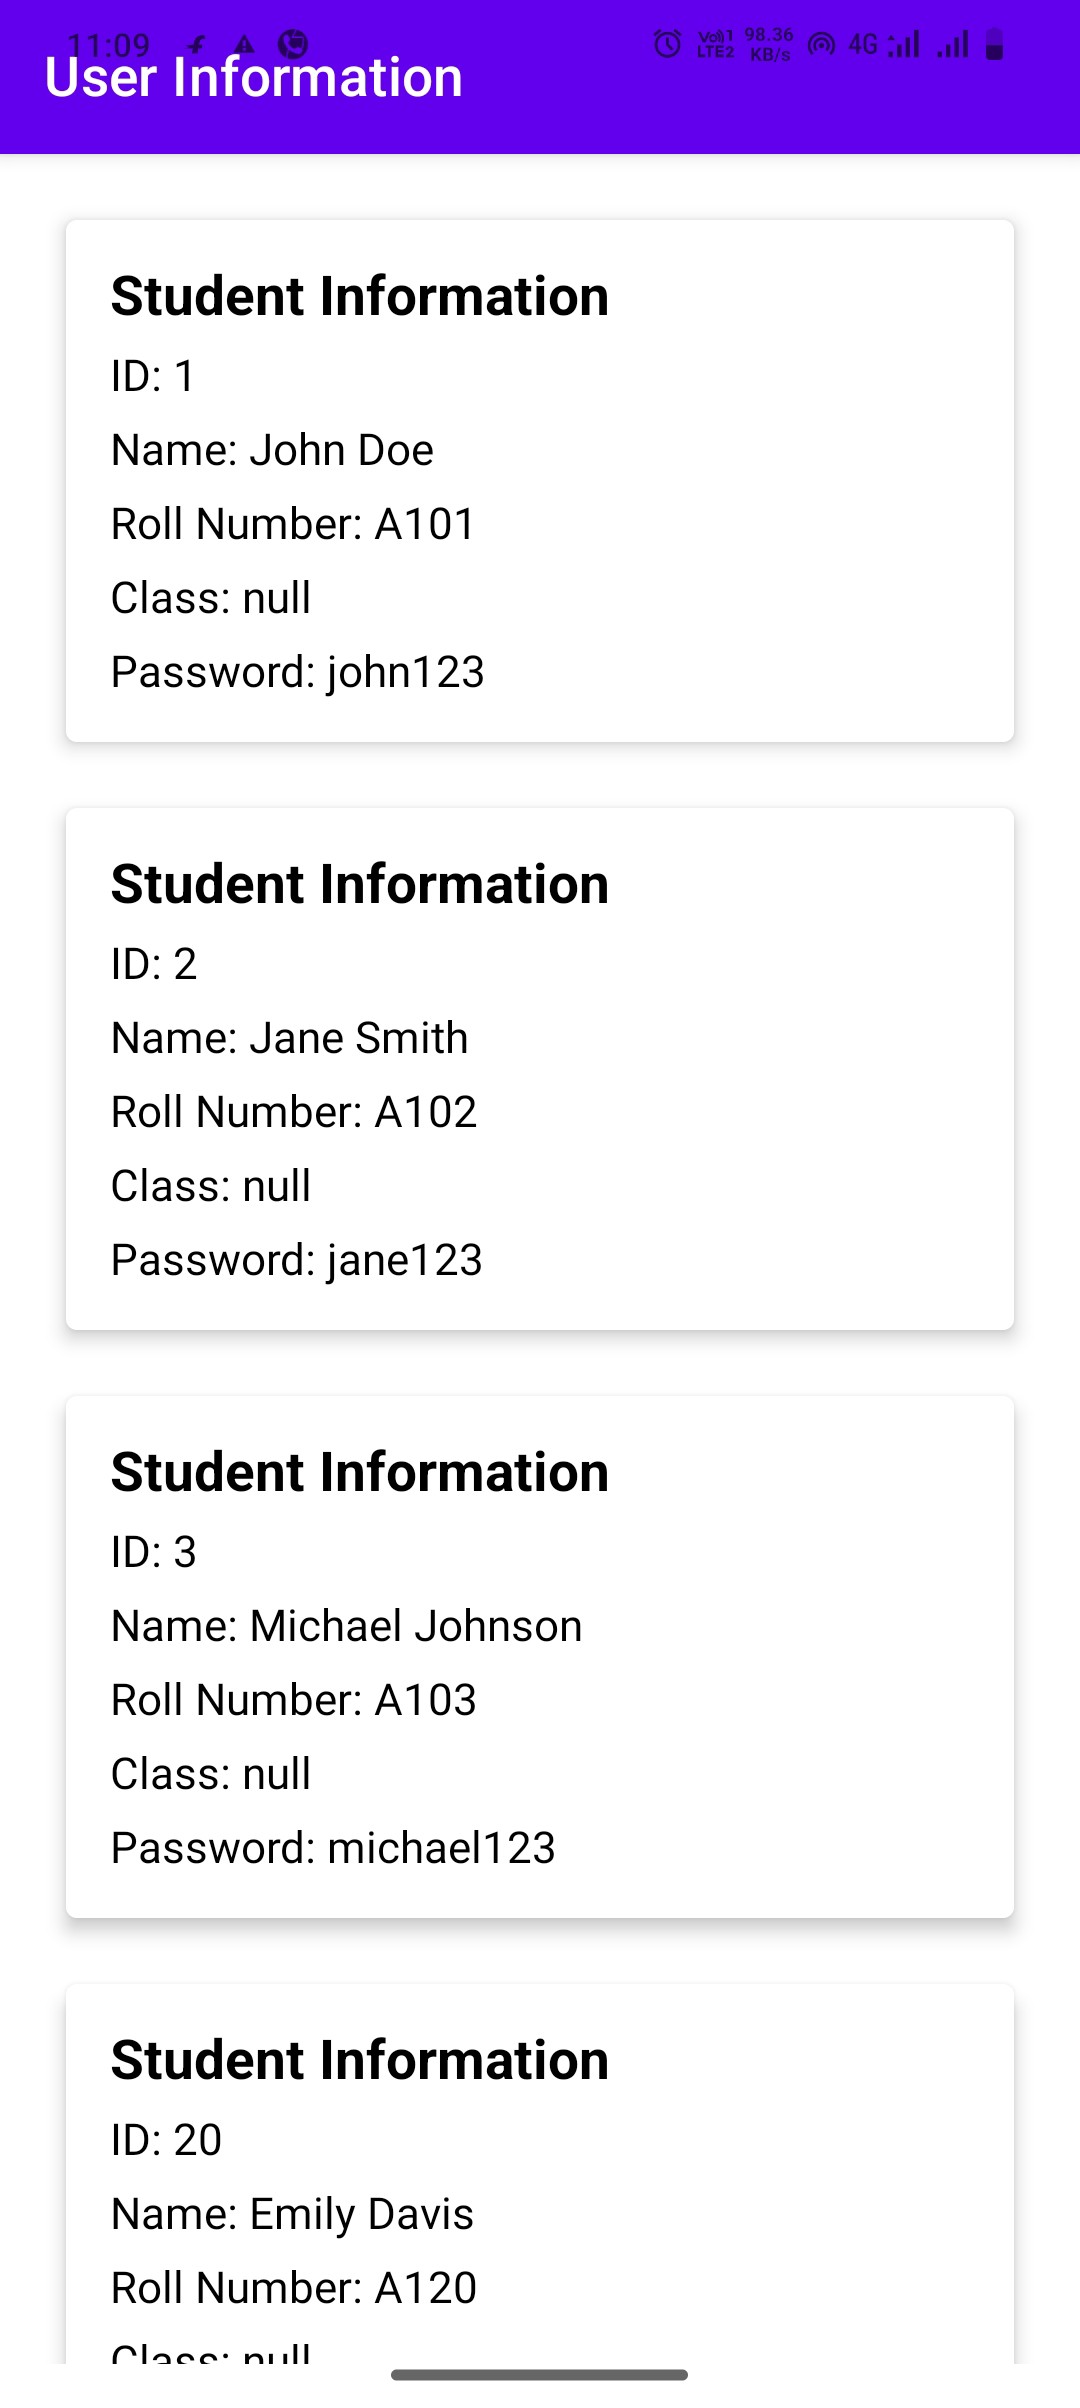 11:09
Vo)) 1 98.36
LTE2 KB/s
4G
User Information
Student Information
ID: 1
Name: John Doe
Roll Number: A101
Class: null
Password: john123
Student Information
ID: 2
Name: Jane Smith
Roll Number: A102
Class: null
Password: jane123
Student Information
ID: 3
Name: Michael Johnson
Roll Number: A103
Class: null
Password: michael123
Student Information
ID: 20
Name: Emily Davis
Roll Number: A120
Class: null